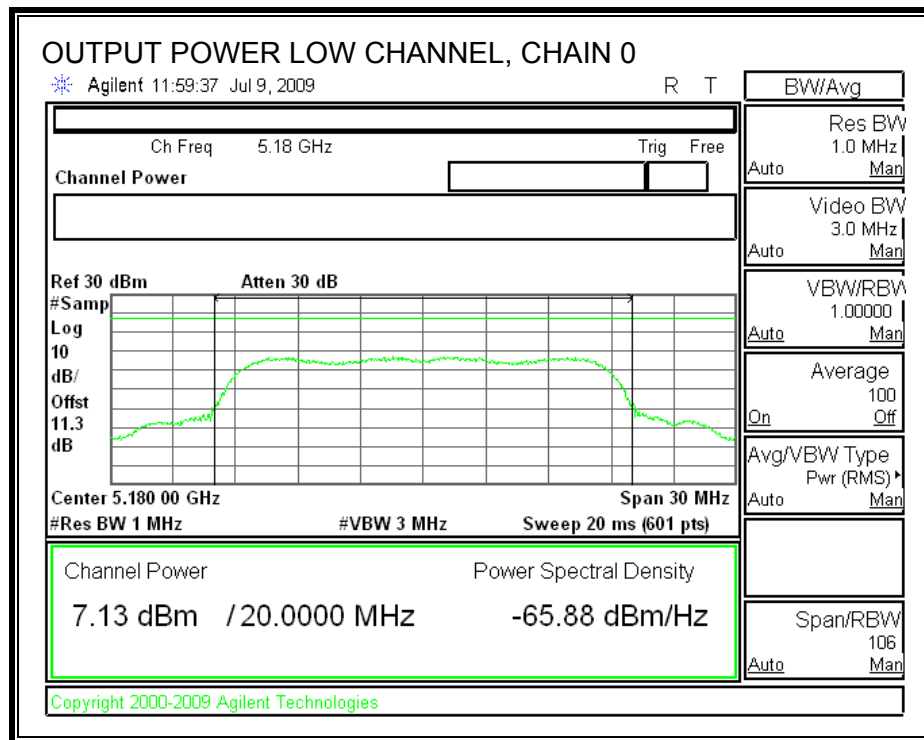 OUTPUT POWER LOW CHANNEL, CHAIN 0
Agilent 11:59:37 Jul 9, 2009 R T
Ch Freq 5.18 GHz Trig Free
Channel Power
Ref 30 dBm Atten 30 dB
#Samp
Log
10
dB/
Offst
11.3
dB
Center 5.180 00 GHz Span 30 MHz
#Res BW 1 MHz #VBW 3 MHz Sweep 20 ms (601 pts)
Channel Power Power Spectral Density
7.13 dBm / 20.0000 MHz -65.88 dBm/Hz
Copyright 2000-2009 Agilent Technologies
BW/Avg
Res BW
1.0 MHz
Auto Man
Video BW
3.0 MHz
Auto Man
VBW/RBW
1.00000
Auto Man
Average
100
On Off
Avg/VBW Type
Pwr (RMS)
Auto Man
Span/RBW
106
Auto Man